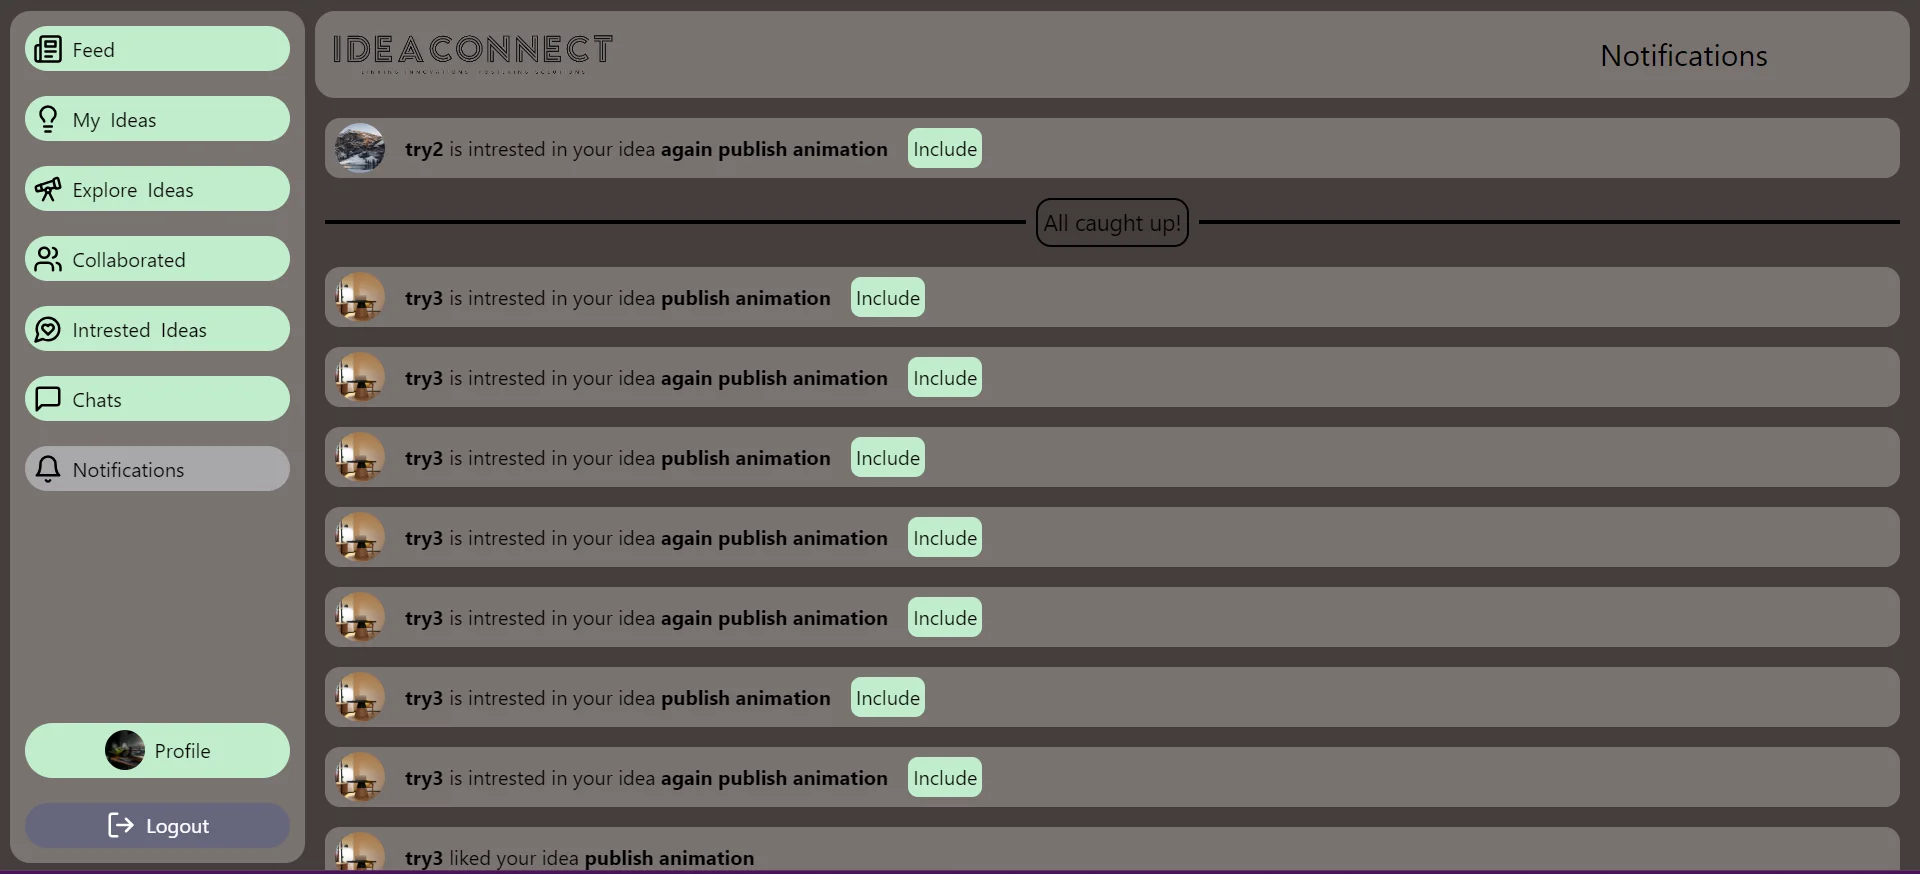 Feed
My Ideas
Explore Ideas
Collaborated
Intrested Ideas
Chats
Notifications
Profile
Logout
IDEACONNECT
Notifications
try2 is intrested in your idea again publish animation Include
All caught up!
try3 is intrested in your idea publish animation Include
try3 is intrested in your idea again publish animation Include
try3 is intrested in your idea publish animation Include
try3 is intrested in your idea again publish animation Include
try3 is intrested in your idea again publish animation Include
try3 is intrested in your idea publish animation Include
try3 is intrested in your idea again publish animation Include
try3 liked your idea publish animation